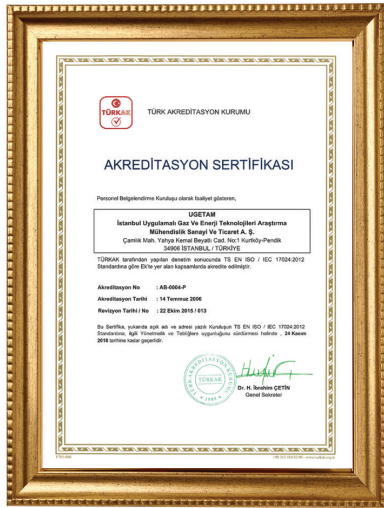 TÜRKAK
TÜRK AKREDİTASYON KURUMU
AKREDİTASYON SERTİFİKASI
Personel Belgelendirme Kuruluşu olarak faaliyet gösteren,
UGETAM
İstanbul Uygulamalı Gaz Ve Enerji Teknolojileri Araştırma
Mühendislik Sanayi Ve Ticaret A. Ş.
Çamlık Mah. Yahya Kemal Beyatlı Cad. No:1 Kurtköy-Pendik
34906 İSTANBUL / TÜRKİYE
TÜRKAK tarafından yapılan denetim sonucunda TS EN ISO / IEC 17024:2012
Standardına göre Ek'te yer alan kapsamlarda akredite edilmiştir.
Akreditasyon No : AB-0004-P
Akreditasyon Tarihi : 14 Temmuz 2006
Revizyon Tarihi / No : 22 Ekim 2015 / 013
Bu Sertifika, yukarıda açık adı ve adresi yazılı Kuruluşun TS EN ISO / IEC 17024:2012
Standardına, ilgili Yönetmelik ve Tebliğlere uygunluğunu sürdürmesi halinde , 24 Kasım
2018 tarihine kadar geçerlidir.
TÜRK AKREDİTASYON KURUMU
TÜRKAK
1999
Dr. H. İbrahim ÇETİN
Genel Sekreter